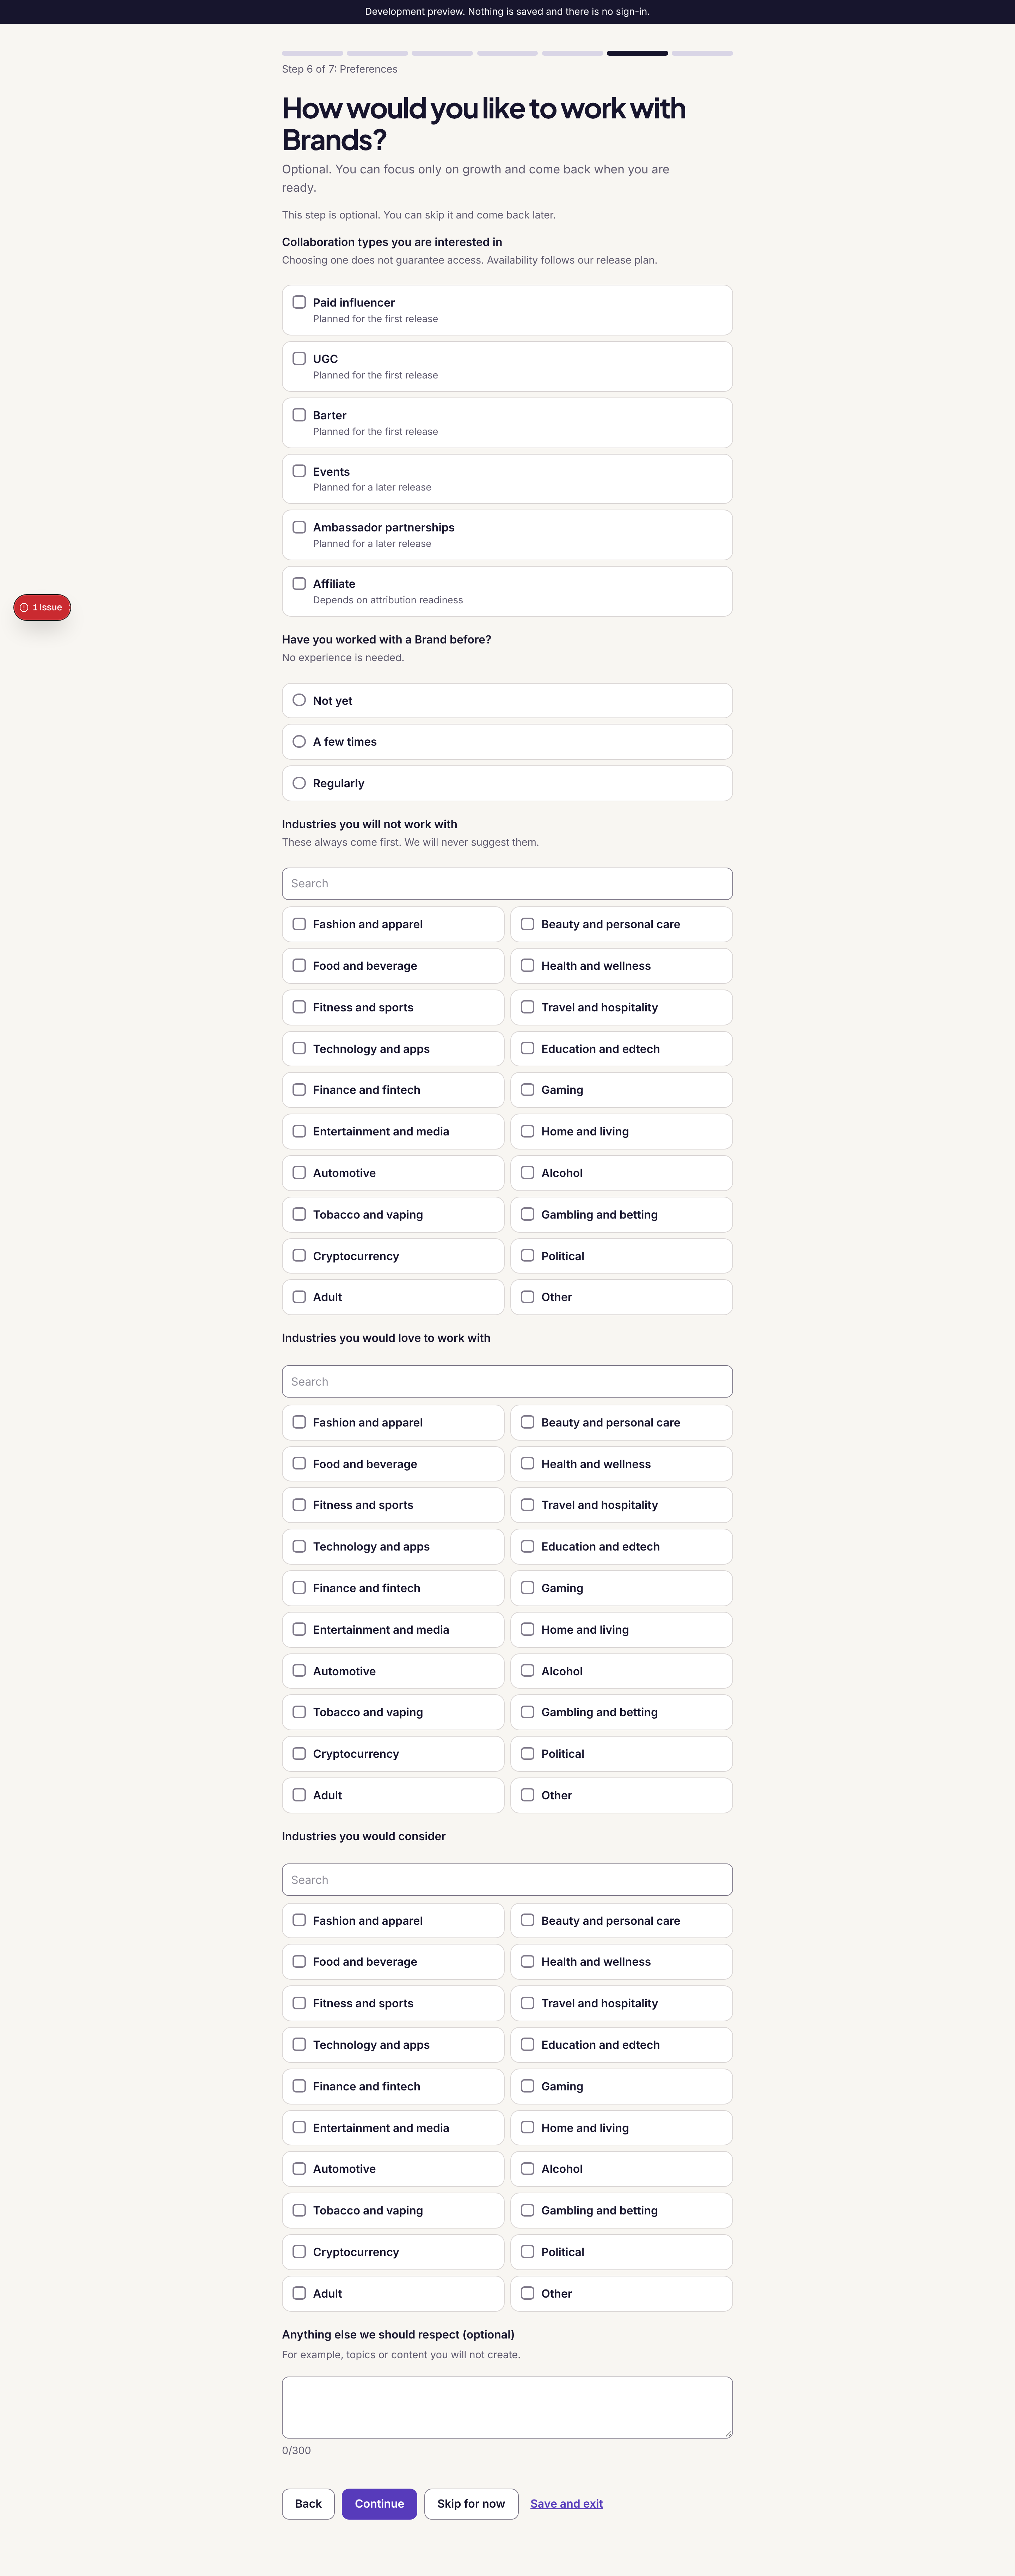 Development preview. Nothing is saved and there is no sign-in.
Step 6 of 7: Preferences
How would you like to work with
Brands?
Optional. You can focus only on growth and come back when you are
ready.
This step is optional. You can skip it and come back later.
Collaboration types you are interested in
Choosing one does not guarantee access. Availability follows our release plan.
Paid influencer
Planned for the first release
UGC
Planned for the first release
Barter
Planned for the first release
Events
Planned for a later release
Ambassador partnerships
Planned for a later release
Affiliate
Depends on attribution readiness
1 Issue
Have you worked with a Brand before?
No experience is needed.
Not yet
A few times
Regularly
Industries you will not work with
These always come first. We will never suggest them.
Search
Fashion and apparel
Beauty and personal care
Food and beverage
Health and wellness
Fitness and sports
Travel and hospitality
Technology and apps
Education and edtech
Finance and fintech
Gaming
Entertainment and media
Home and living
Automotive
Alcohol
Tobacco and vaping
Gambling and betting
Cryptocurrency
Political
Adult
Other
Industries you would love to work with
Search
Fashion and apparel
Beauty and personal care
Food and beverage
Health and wellness
Fitness and sports
Travel and hospitality
Technology and apps
Education and edtech
Finance and fintech
Gaming
Entertainment and media
Home and living
Automotive
Alcohol
Tobacco and vaping
Gambling and betting
Cryptocurrency
Political
Adult
Other
Industries you would consider
Search
Fashion and apparel
Beauty and personal care
Food and beverage
Health and wellness
Fitness and sports
Travel and hospitality
Technology and apps
Education and edtech
Finance and fintech
Gaming
Entertainment and media
Home and living
Automotive
Alcohol
Tobacco and vaping
Gambling and betting
Cryptocurrency
Political
Adult
Other
Anything else we should respect (optional)
For example, topics or content you will not create.
0/300
Back
Continue
Skip for now
Save and exit